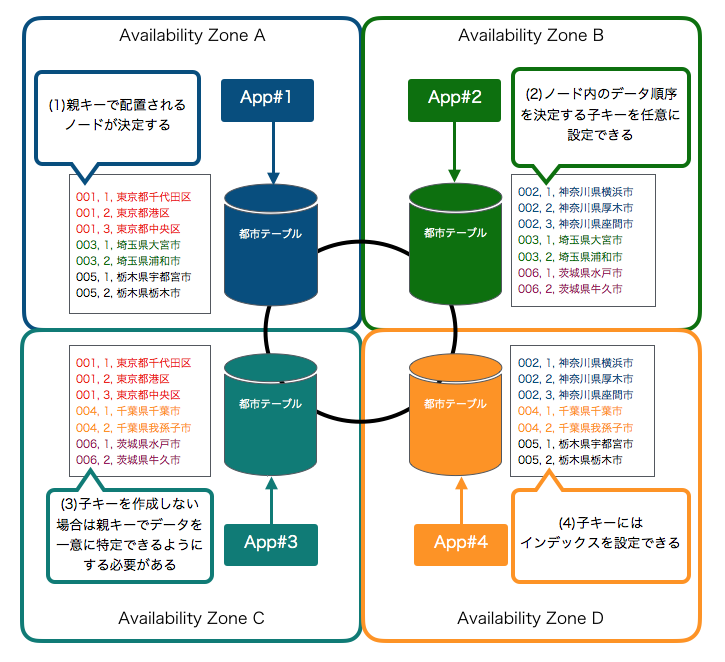 Availability Zone A
(1)親キーで配置される
ノードが決定する
App#1
001, 1, 東京都千代田区
001, 2, 東京都港区
001, 3, 東京都中央区
003, 1, 埼玉県大宮市
003, 2, 埼玉県浦和市
005, 1, 栃木県宇都宮市
005, 2, 栃木県栃木市
都市テーブル
Availability Zone B
App#2
(2)ノード内のデータ順序
を決定する子キーを任意に
設定できる
都市テーブル
002, 1, 神奈川県横浜市
002, 2, 神奈川県厚木市
002, 3, 神奈川県座間市
003, 1, 埼玉県大宮市
003, 2, 埼玉県浦和市
006, 1, 茨城県水戸市
006, 2, 茨城県牛久市
001, 1, 東京都千代田区
001, 2, 東京都港区
001, 3, 東京都中央区
004, 1, 千葉県千葉市
004, 2, 千葉県我孫子市
006, 1, 茨城県水戸市
006, 2, 茨城県牛久市
都市テーブル
(3)子キーを作成しない
場合は親キーでデータを
一意に特定できるように
する必要がある
App#3
Availability Zone C
都市テーブル
002, 1, 神奈川県横浜市
002, 2, 神奈川県厚木市
002, 3, 神奈川県座間市
004, 1, 千葉県千葉市
004, 2, 千葉県我孫子市
005, 1, 栃木県宇都宮市
005, 2, 栃木県栃木市
App#4
(4)子キーには
インデックスを設定できる
Availability Zone D